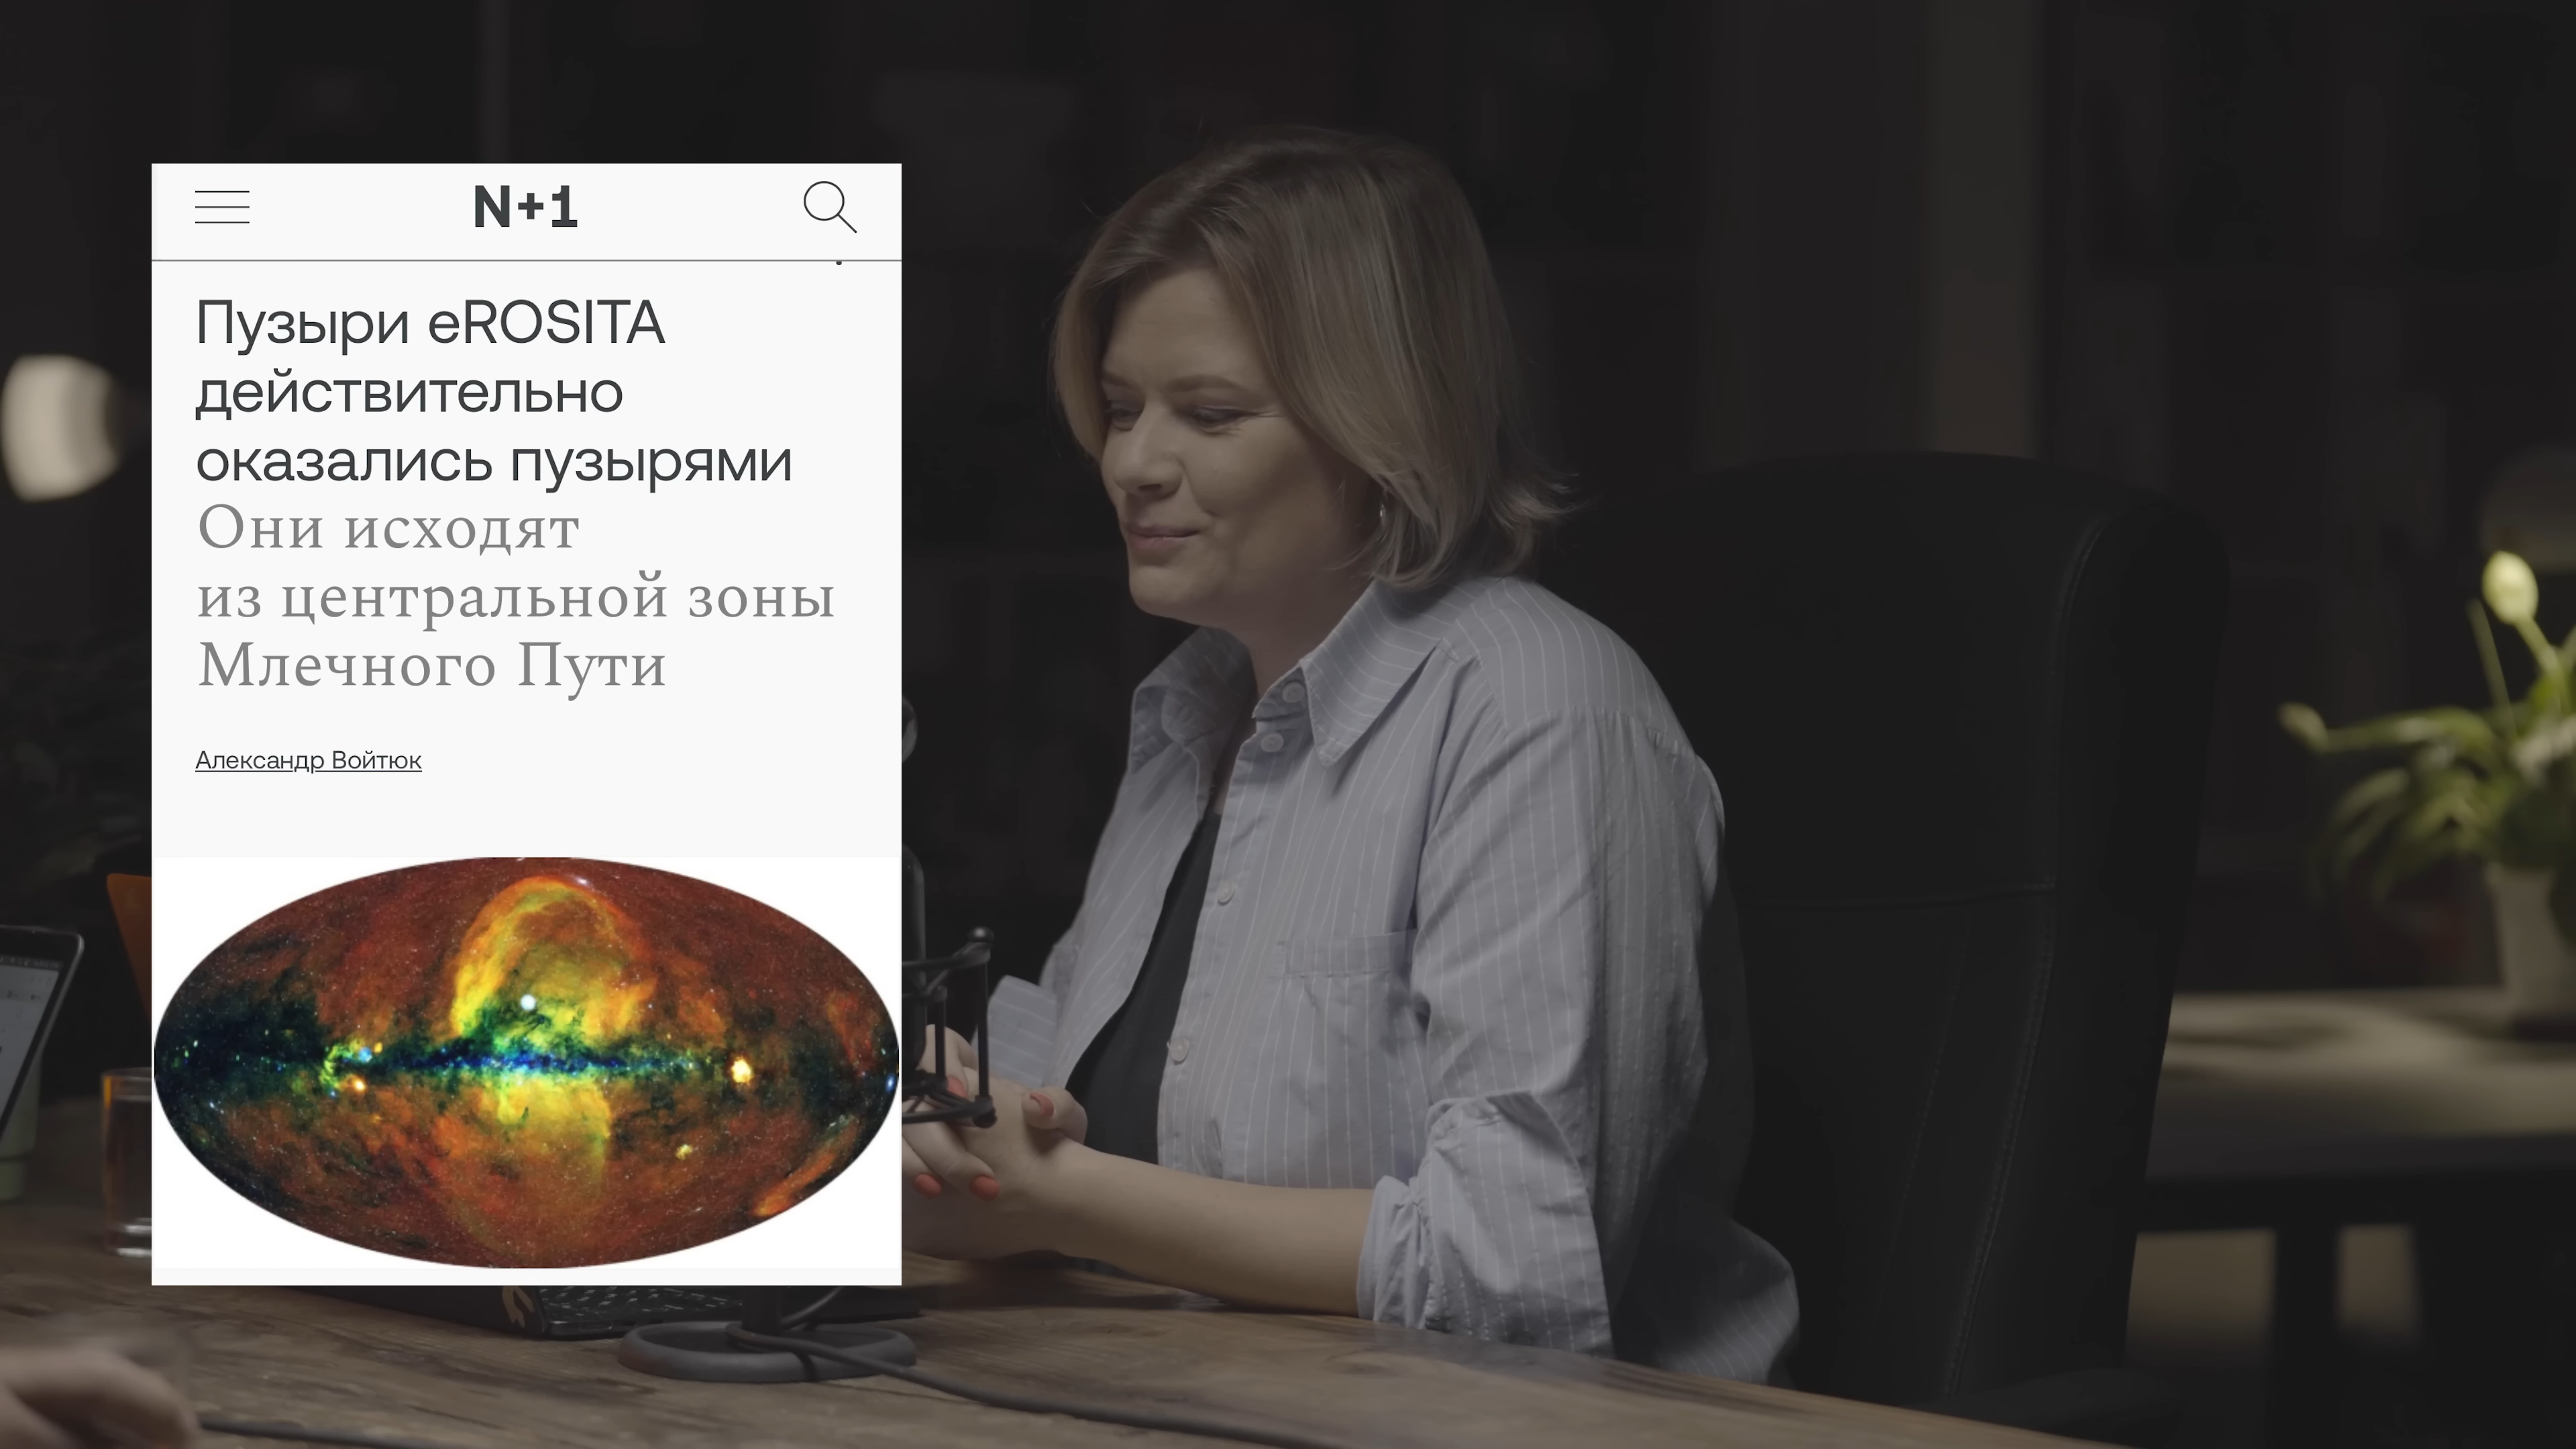 N+1
Пузыри eROSITA
действительно
оказались пузырями
Они исходят
из центральной зоны
Млечного Пути
Александр Войтюк